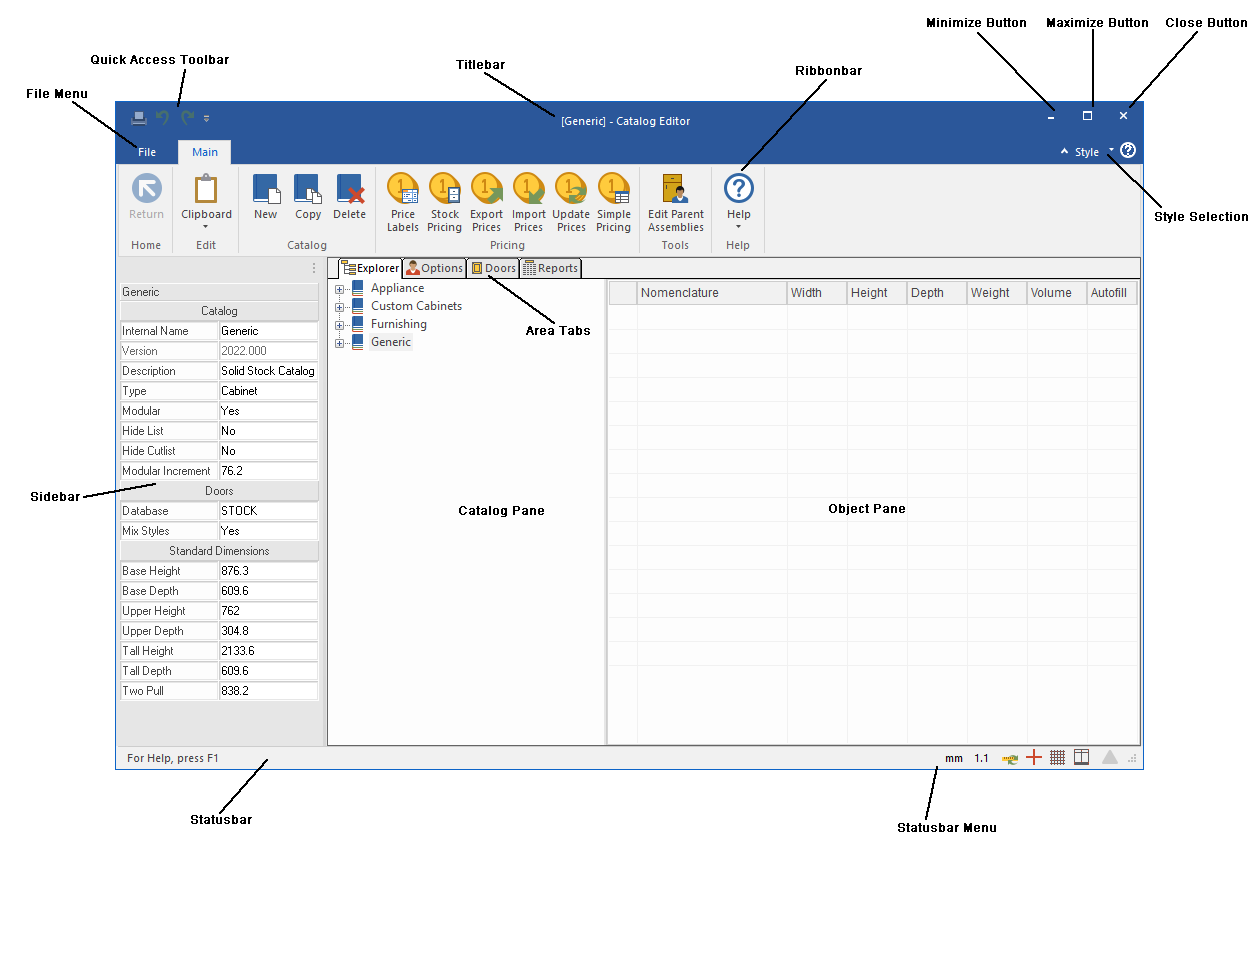 Minimize Button Maximize Button Close Button
Quick Access Toolbar Titlebar Ribbonbar
File Menu
[Generic] - Catalog Editor
File Main Style
Return Clipboard New Copy Delete Price Labels Stock Pricing Export Prices Import Prices Update Prices Simple Pricing Edit Parent Assemblies Help
Home Edit Catalog Pricing Tools Help
Style Selection
Explorer Options Doors Reports
Generic
Catalog
Internal Name Generic
Version 2022.000
Description Solid Stock Catalog
Type Cabinet
Modular Yes
Hide List No
Hide Cutlist No
Modular Increment 76.2
Doors
Database STOCK
Mix Styles Yes
Standard Dimensions
Base Height 876.3
Base Depth 609.6
Upper Height 762
Upper Depth 304.8
Tall Height 2133.6
Tall Depth 609.6
Two Pull 838.2
Sidebar
Appliance
Custom Cabinets
Furnishing
Generic
Area Tabs
Catalog Pane
Nomenclature Width Height Depth Weight Volume Autofill
Object Pane
For Help, press F1 mm 1.1
Statusbar
Statusbar Menu